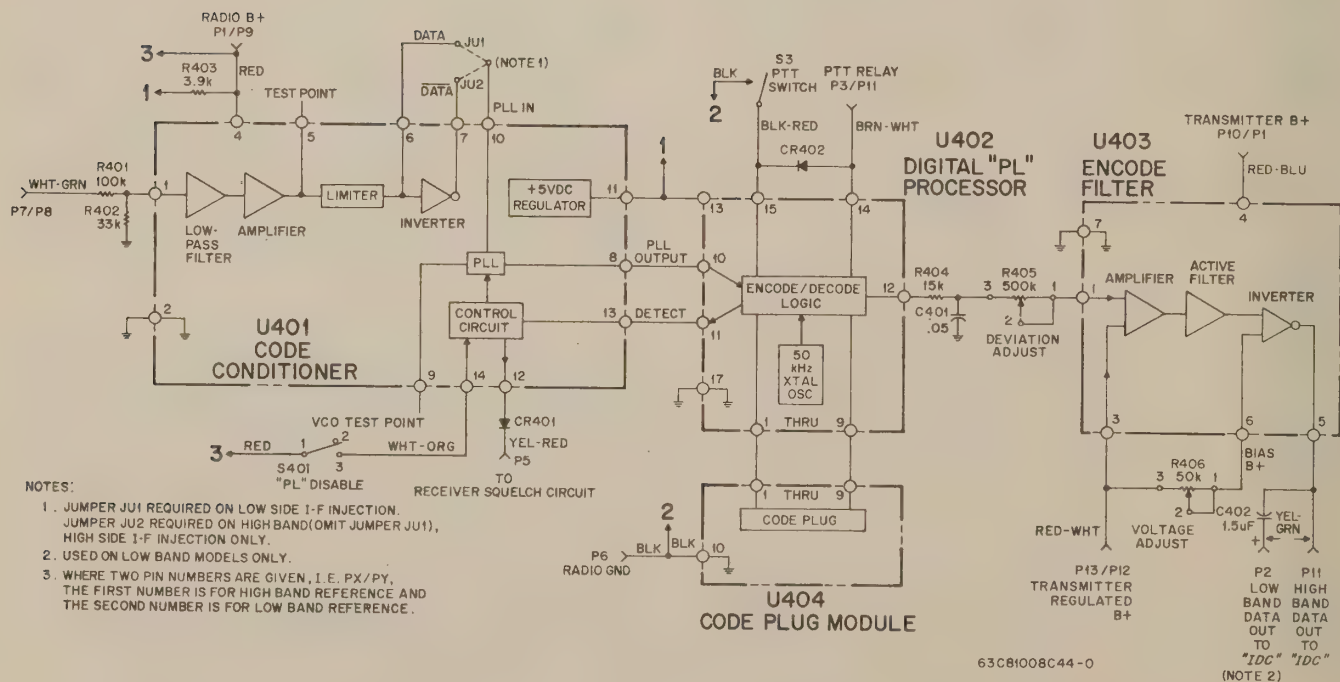 RADIO B+
P1/P9
3
RED
R403
3.9k
1
TEST POINT
DATA
JU1
(NOTE 1)
DATA
JU2
PLL IN
4
5
6
7
10
WHT-GRN
P7/P8
R401
100k
R402
33k
1
LOW-
PASS
FILTER
AMPLIFIER
LIMITER
INVERTER
+5VDC
REGULATOR
11
1
PLL
8
PLL
OUTPUT
CONTROL
CIRCUIT
13
DETECT
2
U401
CODE
CONDITIONER
9
14
12
VCO TEST POINT
3
RED
1
2
3
S401
"PL" DISABLE
WHT-ORG
CR401
YEL-RED
P5
TO
RECEIVER SQUELCH CIRCUIT
BLK
2
S3
PTT
SWITCH
PTT RELAY
P3/P11
BLK-RED
BRN-WHT
CR402
U402
DIGITAL "PL"
PROCESSOR
13
15
14
10
11
12
ENCODE/DECODE
LOGIC
50
kHz
XTAL
OSC
17
1
THRU
9
1
THRU
9
CODE PLUG
2
P6
RADIO GND
BLK
BLK
10
U404
CODE PLUG MODULE
R404
15k
C401
.05
R405
500k
3
1
2
DEVIATION
ADJUST
U403
ENCODE
FILTER
TRANSMITTER B+
P10/P1
RED-BLU
4
7
1
AMPLIFIER
ACTIVE
FILTER
INVERTER
3
6
5
BIAS
B+
R406
50k
3
1
2
VOLTAGE
ADJUST
RED-WHT
P13/P12
TRANSMITTER
REGULATED
B+
C402
1.5uF
+
YEL-
GRN
P2
LOW
BAND
DATA
OUT
TO
"IDC"
(NOTE 2)
P11
HIGH
BAND
DATA
OUT
TO
"IDC"
NOTES:
1. JUMPER JU1 REQUIRED ON LOW SIDE I-F INJECTION.
JUMPER JU2 REQUIRED ON HIGH BAND(OMIT JUMPER JU1),
HIGH SIDE I-F INJECTION ONLY.
2. USED ON LOW BAND MODELS ONLY.
3. WHERE TWO PIN NUMBERS ARE GIVEN, I.E. PX/PY,
THE FIRST NUMBER IS FOR HIGH BAND REFERENCE AND
THE SECOND NUMBER IS FOR LOW BAND REFERENCE.
63C81008C44-0